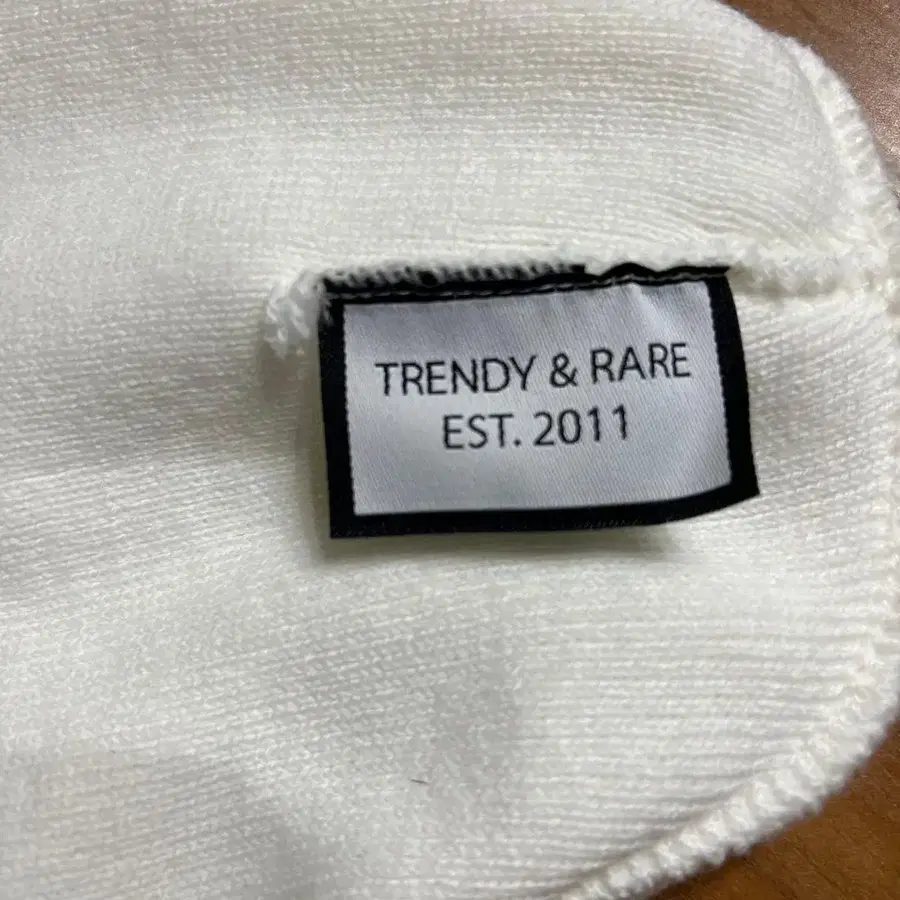 TRENDY & RARE
EST. 2011